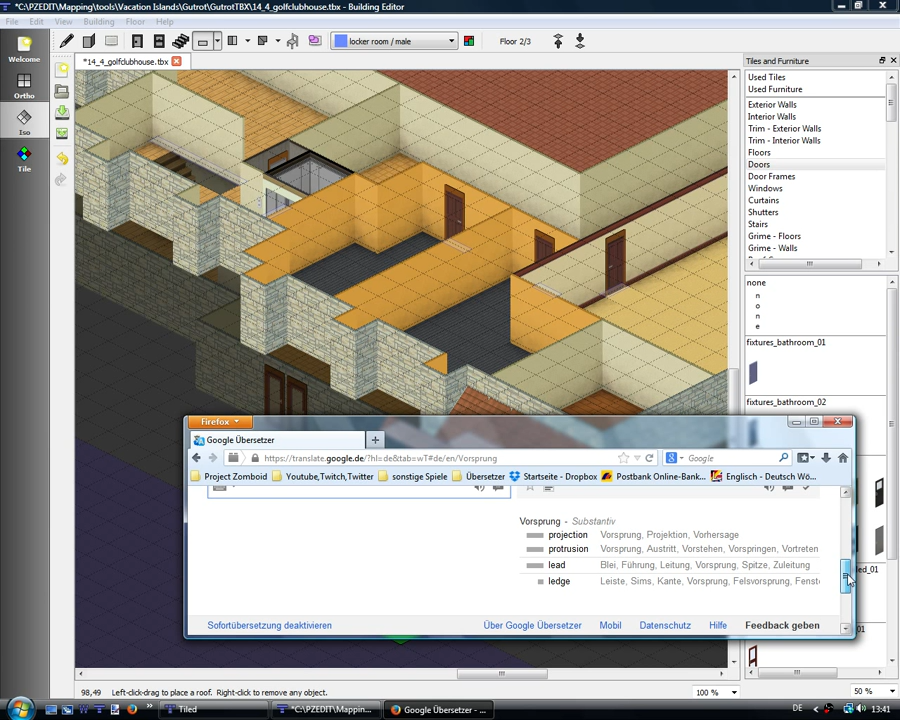 *C:\PZEDIT\Mapping\tools\Vacation Islands\Gutrot\GutrotTBX\14_4_golfclubhouse.tbx - Building Editor
File Edit View Building Floor Help
locker room / male
Floor 2/3
Welcome
Ortho
Iso
Tile
*14_4_golfclubhouse.tbx
Tiles and Furniture
Used Tiles
Used Furniture
Exterior Walls
Interior Walls
Trim - Exterior Walls
Trim - Interior Walls
Floors
Doors
Door Frames
Windows
Curtains
Shutters
Stairs
Grime - Floors
Grime - Walls
none
n
o
n
e
fixtures_bathroom_01
fixtures_bathroom_02
Firefox
Google Übersetzer
https://translate.google.de/?hl=de&tab=wT#de/en/Vorsprung
Google
Project Zomboid
Youtube,Twitch,Twitter
sonstige Spiele
Übersetzer
Startseite - Dropbox
Postbank Online-Bank...
Englisch - Deutsch Wö...
Vorsprung - Substantiv
projection Vorsprung, Projektion, Vorhersage
protrusion Vorsprung, Austritt, Vorstehen, Vorspringen, Vortreten
lead Blei, Führung, Leitung, Vorsprung, Spitze, Zuleitung
ledge Leiste, Sims, Kante, Vorsprung, Felsvorsprung, Fenste
Sofortübersetzung deaktivieren
Über Google Übersetzer
Mobil
Datenschutz
Hilfe
Feedback geben
98,49 Left-click-drag to place a roof. Right-click to remove any object.
100 %
50 %
Tiled
*C:\PZEDIT\Mappin...
Google Übersetzer - ...
DE
13:41